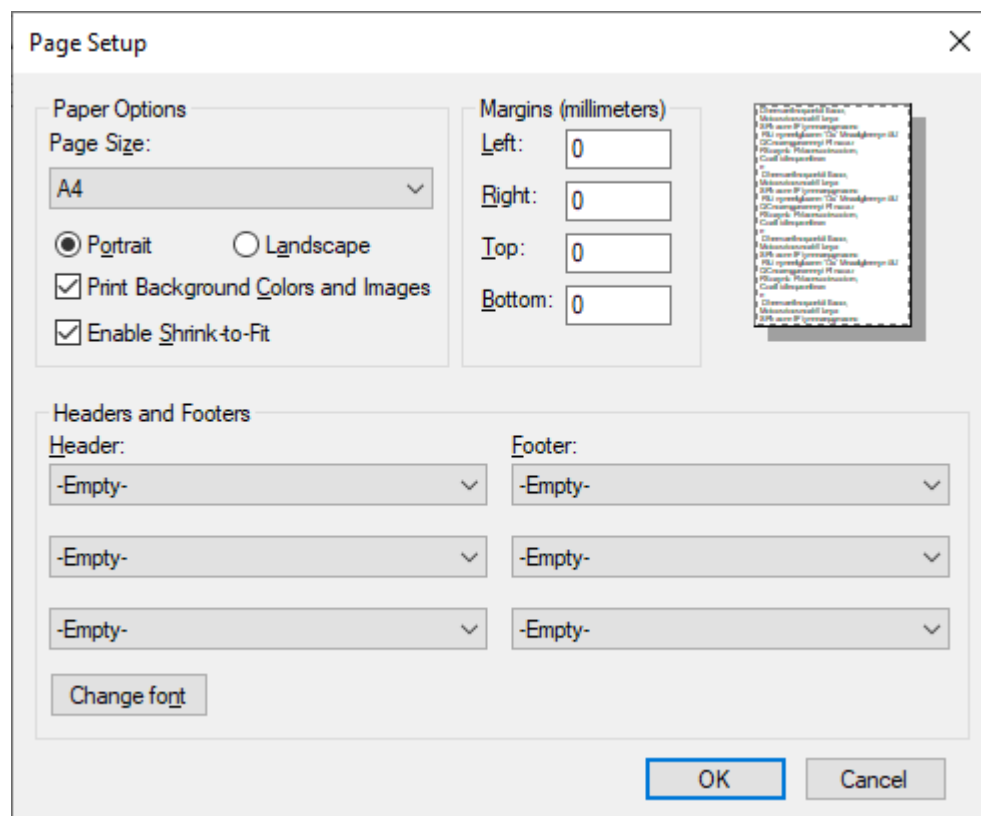 Page Setup
Paper Options
Page Size:
A4
Portrait
Landscape
Print Background Colors and Images
Enable Shrink-to-Fit
Margins (millimeters)
Left: 0
Right: 0
Top: 0
Bottom: 0
Headers and Footers
Header:
Footer:
-Empty-
-Empty-
-Empty-
-Empty-
-Empty-
-Empty-
Change font
OK
Cancel